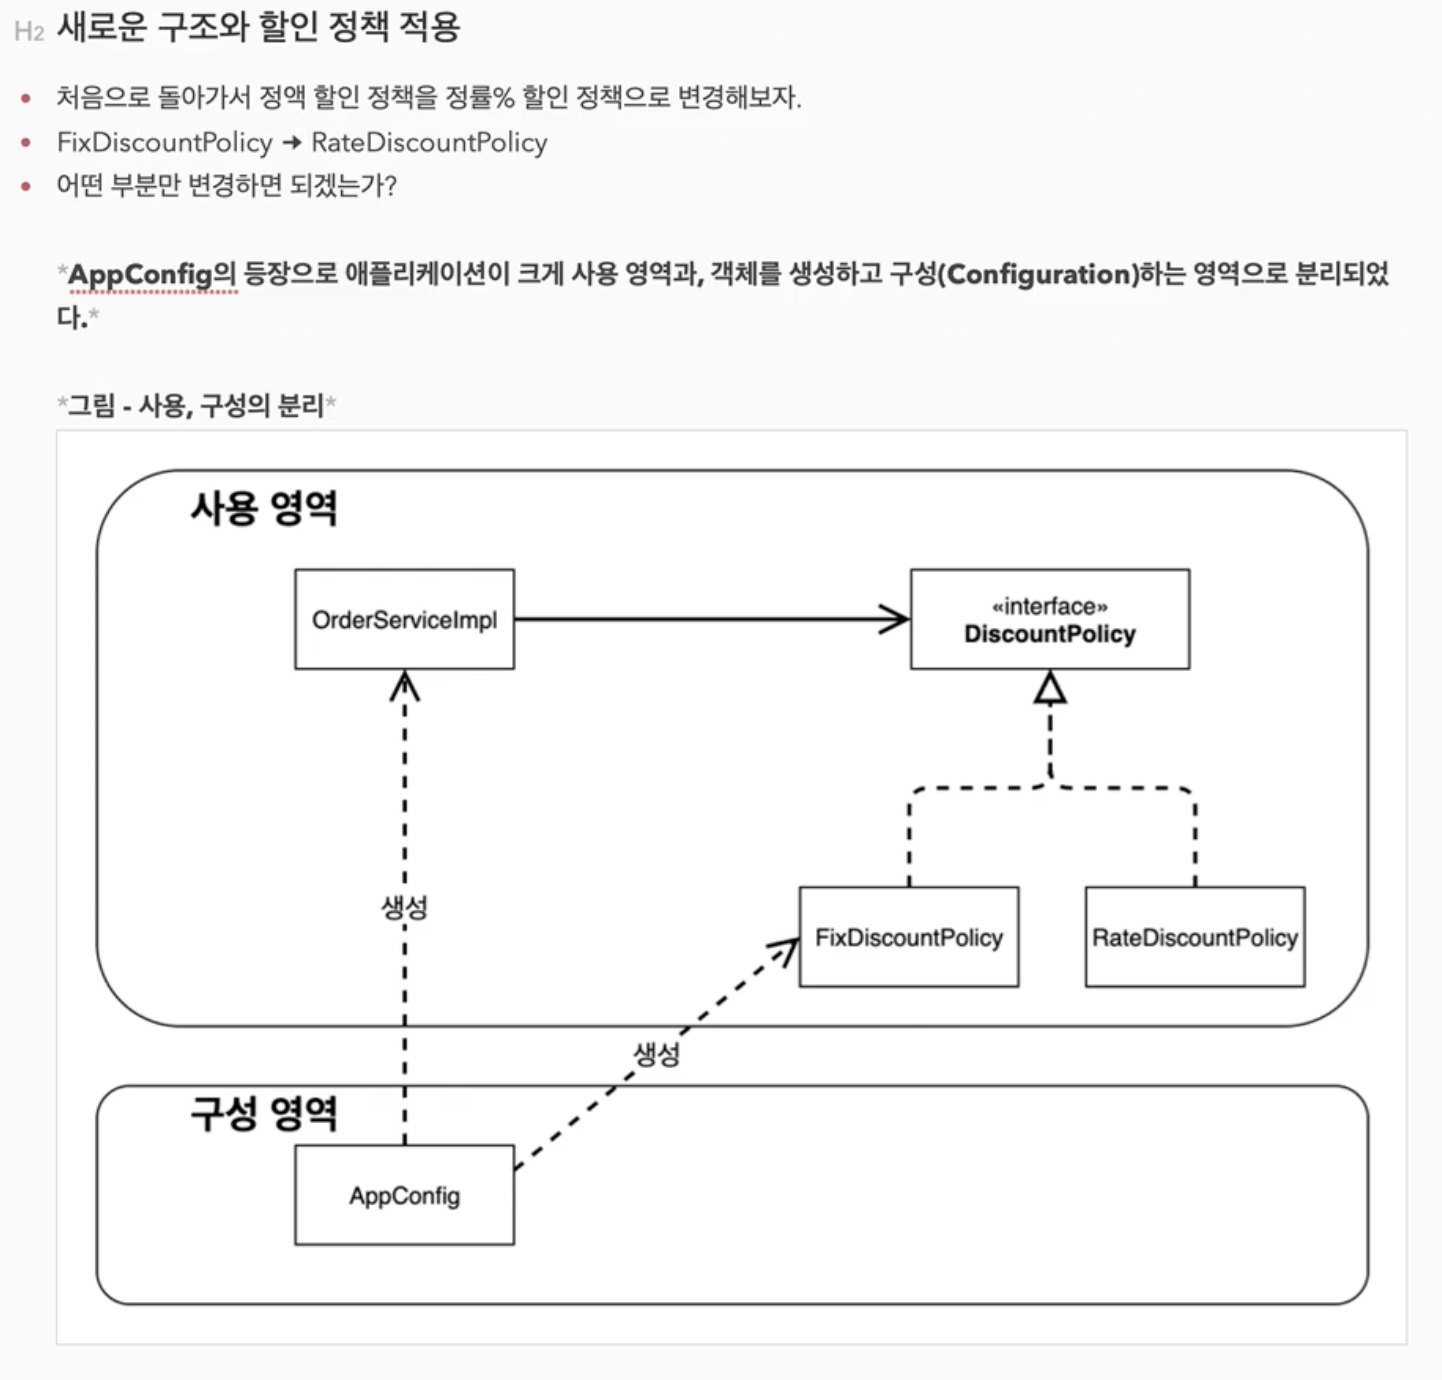 H2 새로운 구조와 할인 정책 적용
• 처음으로 돌아가서 정액 할인 정책을 정률% 할인 정책으로 변경해보자.
• FixDiscountPolicy → RateDiscountPolicy
• 어떤 부분만 변경하면 되겠는가?
*AppConfig의 등장으로 애플리케이션이 크게 사용 영역과, 객체를 생성하고 구성(Configuration)하는 영역으로 분리되었
다.*
*그림 - 사용, 구성의 분리*
사용 영역
OrderServiceImpl
«interface»
DiscountPolicy
생성
FixDiscountPolicy
RateDiscountPolicy
생성
구성 영역
AppConfig